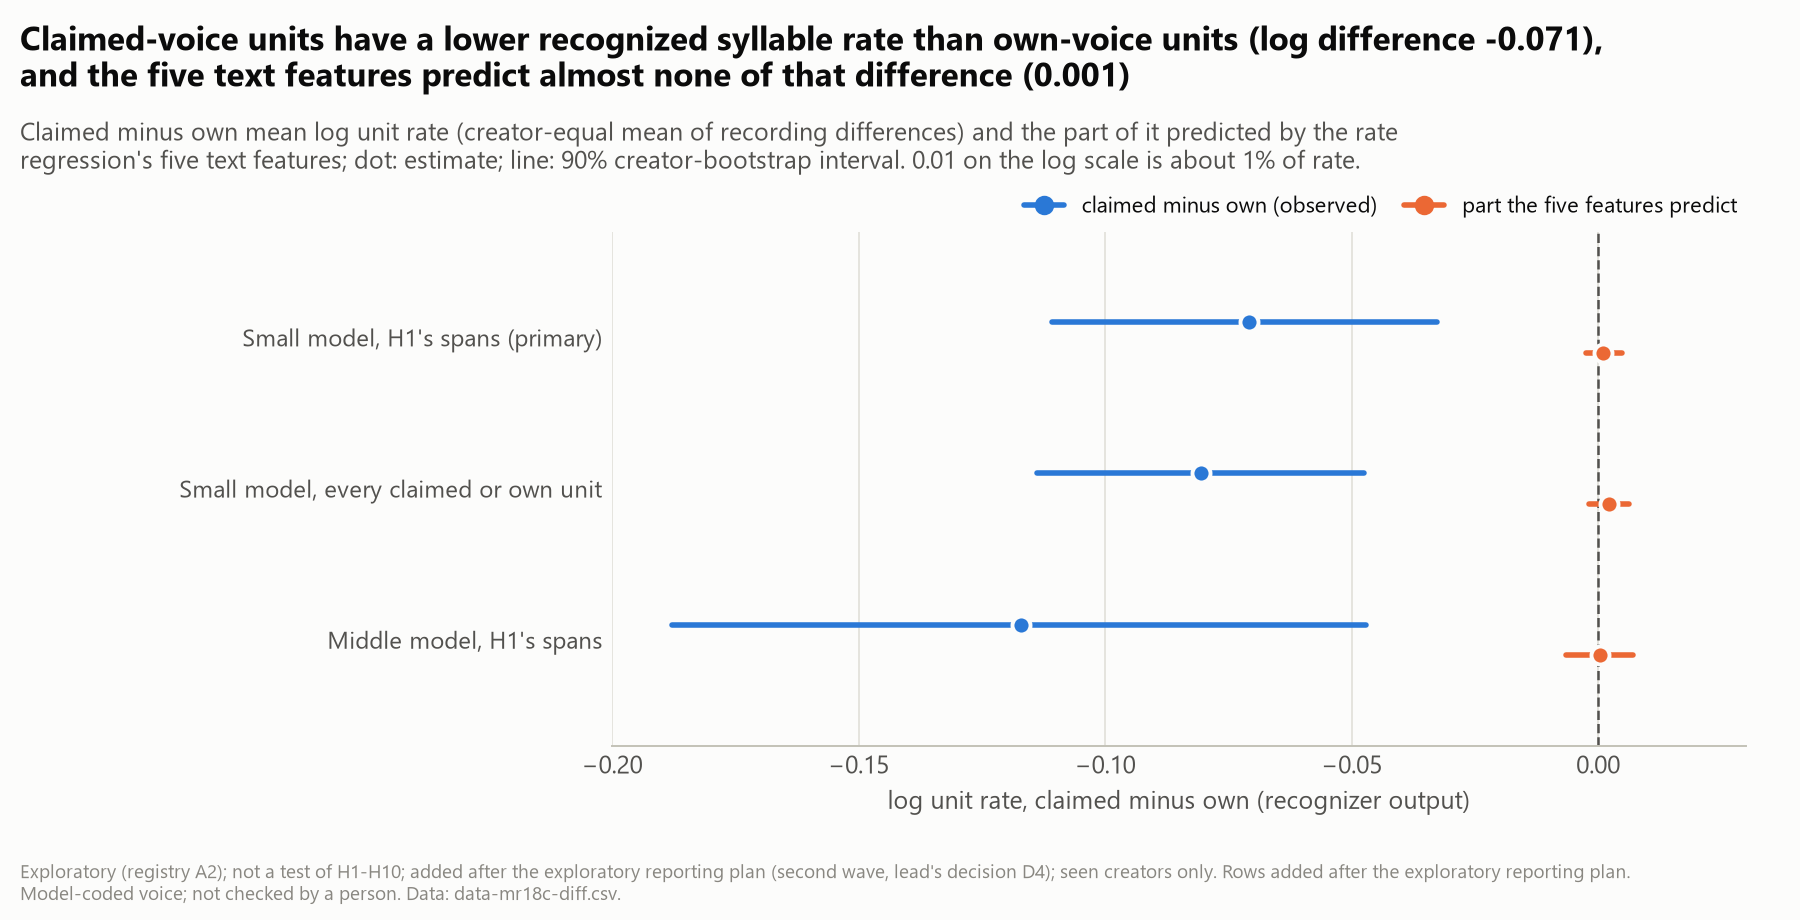 Claimed-voice units have a lower recognized syllable rate than own-voice units (log difference -0.071),
and the five text features predict almost none of that difference (0.001)
Claimed minus own mean log unit rate (creator-equal mean of recording differences) and the part of it predicted by the rate
regression's five text features; dot: estimate; line: 90% creator-bootstrap interval. 0.01 on the log scale is about 1% of rate.
claimed minus own (observed) part the five features predict
Small model, H1's spans (primary)
Small model, every claimed or own unit
Middle model, H1's spans
−0.20 −0.15 −0.10 −0.05 0.00
log unit rate, claimed minus own (recognizer output)
Exploratory (registry A2); not a test of H1-H10; added after the exploratory reporting plan (second wave, lead's decision D4); seen creators only. Rows added after the exploratory reporting plan.
Model-coded voice; not checked by a person. Data: data-mr18c-diff.csv.